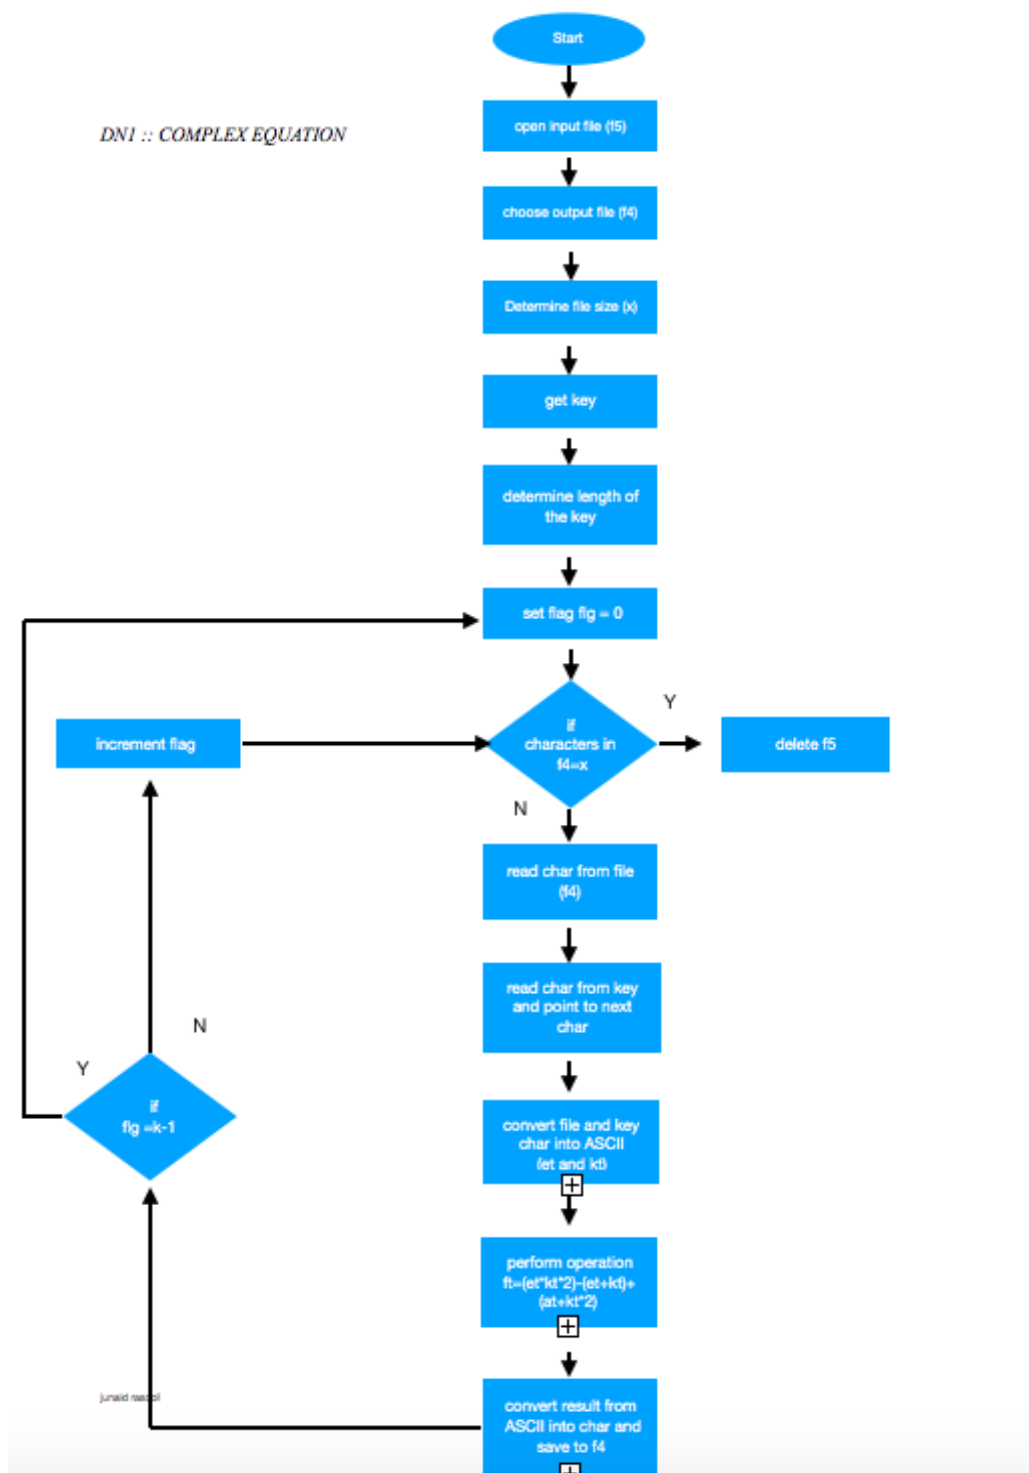 Start
DN1 :: COMPLEX EQUATION
open input file (f5)
choose output file (f4)
Determine file size (x)
get key
determine length of
the key
set flag flg = 0
Y
increment flag
if
characters in
f4=x
delete f5
N
read char from file
(f4)
read char from key
and point to next
char
N
Y
if
flg =k-1
convert file and key
char into ASCII
(et and kt)
perform operation
ft=(et*kt*2)-(et+kt)+
(at+kt*2)
junaid
convert result from
ASCII into char and
save to f4